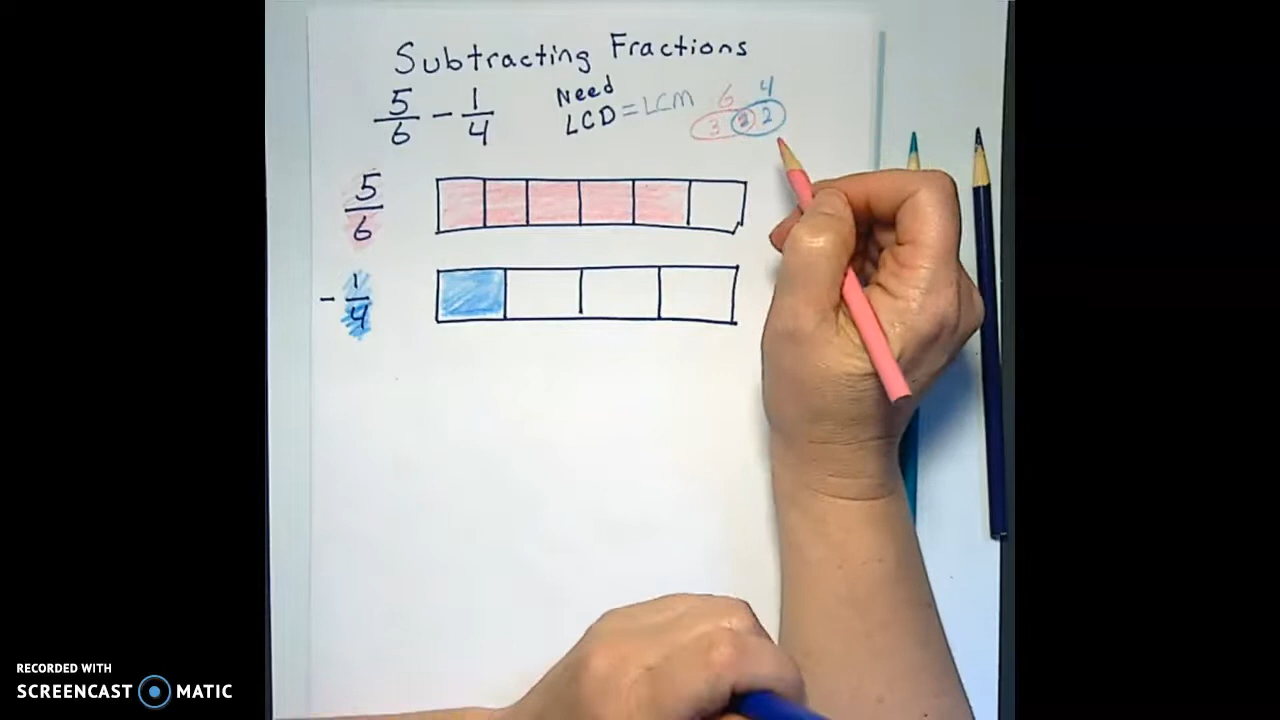 Subtracting Fractions
5/6 - 1/4
Need
LCD = LCM
6 4
3 2 2
5/6
- 1/4
RECORDED WITH
SCREENCAST MATIC